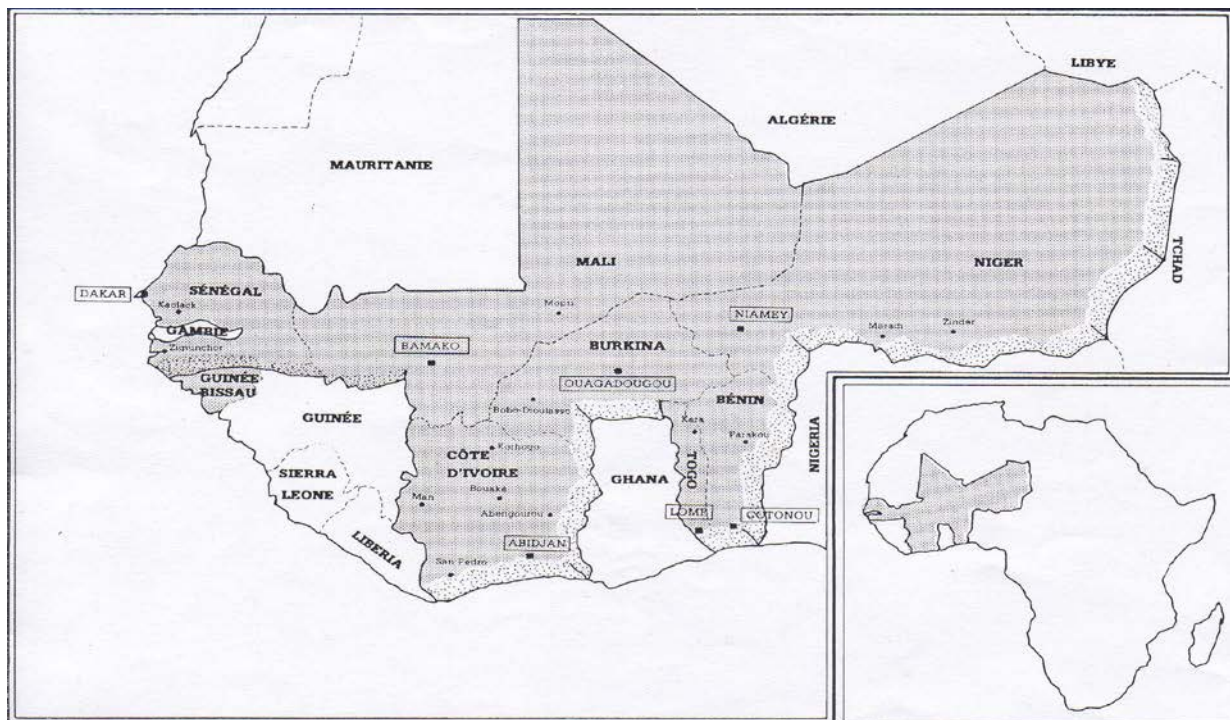 LIBYE
ALGÉRIE
MAURITANIE
TCHAD
MALI
NIGER
DAKAR
SÉNÉGAL
Kaolack
Mopti
NIAMEY
Zinder
GAMBIE
BAMAKO
BURKINA
Ziguinchor
OUAGADOUGOU
GUINÉE
BISSAU
BÉNIN
Bobo-Dioulasso
GUINÉE
Kara
Parakou
NIGERIA
Korhogo
CÔTE
D'IVOIRE
TOGO
SIERRA
LEONE
GHANA
Bouaké
Man
LOMÉ
COTONOU
LIBERIA
ABIDJAN
San Pedro